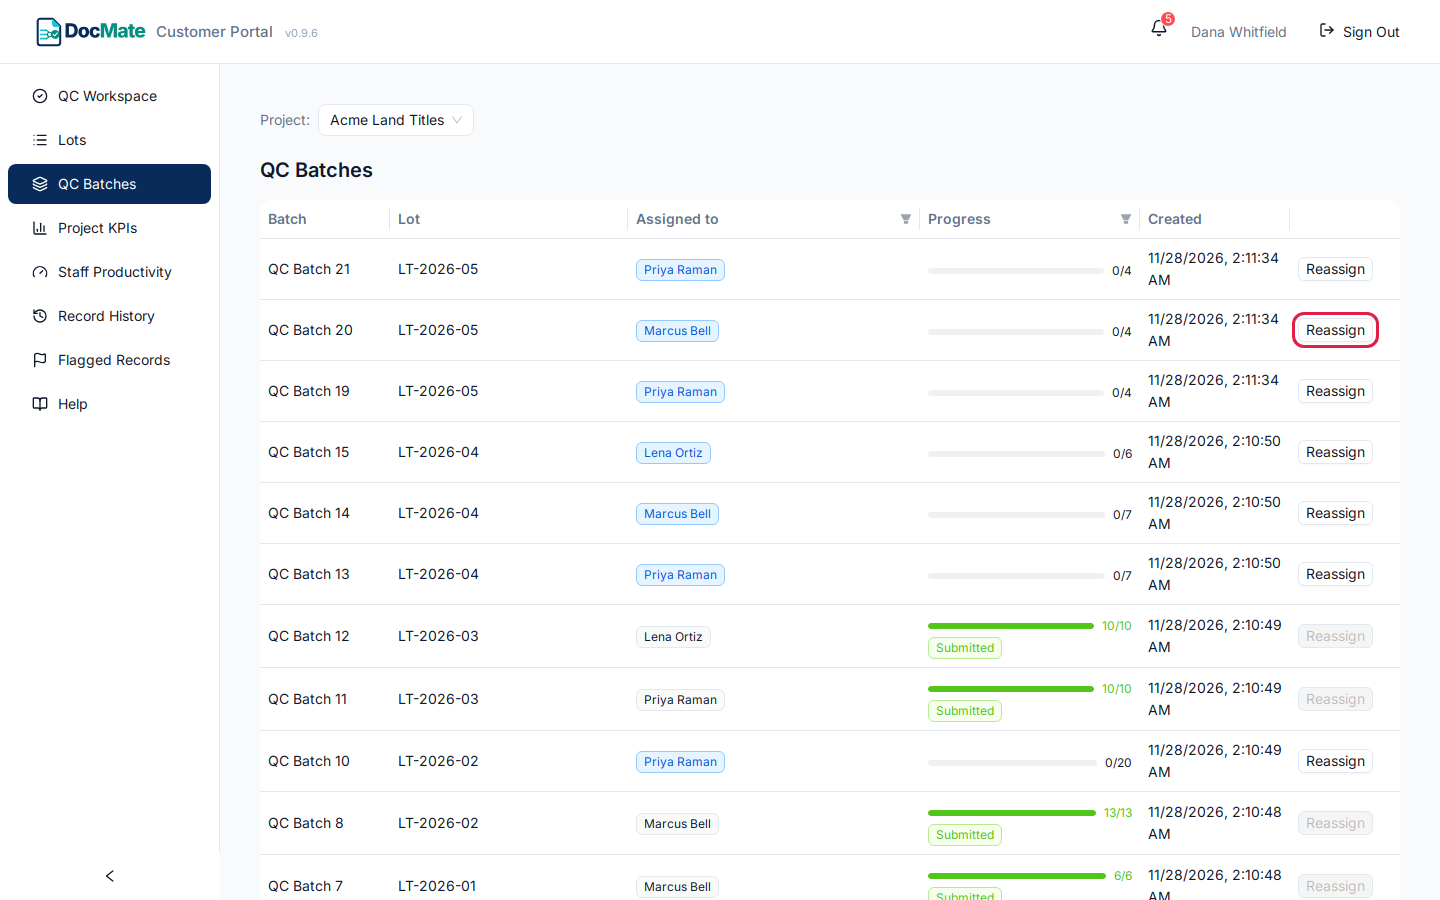 DocMate Customer Portal v0.9.6
5
Dana Whitfield
Sign Out
QC Workspace
Lots
QC Batches
Project KPIs
Staff Productivity
Record History
Flagged Records
Help
Project: Acme Land Titles
QC Batches
Batch Lot Assigned to Progress Created
QC Batch 21 LT-2026-05 Priya Raman 0/4 11/28/2026, 2:11:34 AM Reassign
QC Batch 20 LT-2026-05 Marcus Bell 0/4 11/28/2026, 2:11:34 AM Reassign
QC Batch 19 LT-2026-05 Priya Raman 0/4 11/28/2026, 2:11:34 AM Reassign
QC Batch 15 LT-2026-04 Lena Ortiz 0/6 11/28/2026, 2:10:50 AM Reassign
QC Batch 14 LT-2026-04 Marcus Bell 0/7 11/28/2026, 2:10:50 AM Reassign
QC Batch 13 LT-2026-04 Priya Raman 0/7 11/28/2026, 2:10:50 AM Reassign
QC Batch 12 LT-2026-03 Lena Ortiz 10/10 Submitted 11/28/2026, 2:10:49 AM Reassign
QC Batch 11 LT-2026-03 Priya Raman 10/10 Submitted 11/28/2026, 2:10:49 AM Reassign
QC Batch 10 LT-2026-02 Priya Raman 0/20 11/28/2026, 2:10:49 AM Reassign
QC Batch 8 LT-2026-02 Marcus Bell 13/13 Submitted 11/28/2026, 2:10:48 AM Reassign
QC Batch 7 LT-2026-01 Marcus Bell 6/6 Submitted 11/28/2026, 2:10:48 AM Reassign